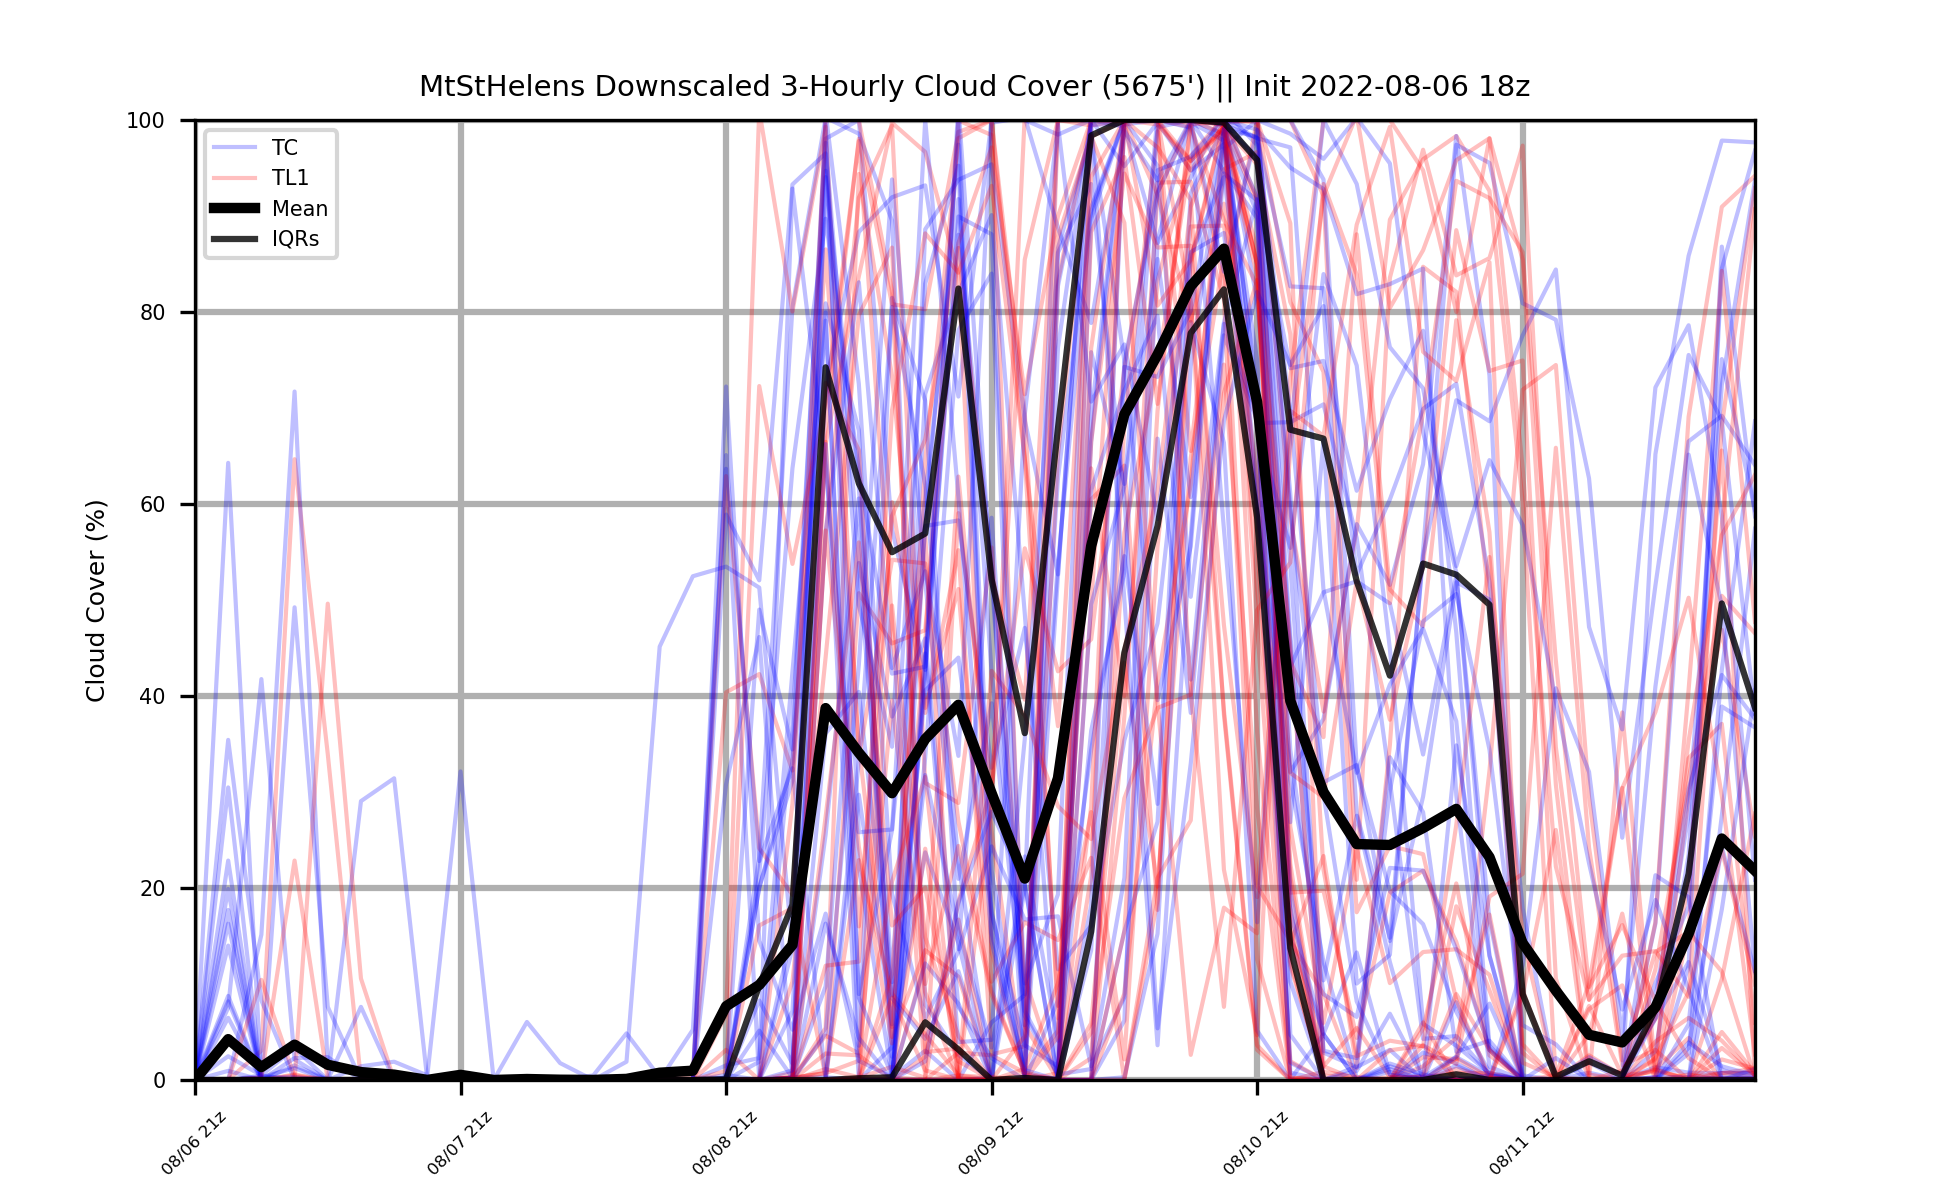 MtStHelens Downscaled 3-Hourly Cloud Cover (5675') || Init 2022-08-06 18z
TC
TL1
Mean
IQRs
Cloud Cover (%)
100
80
60
40
20
0
08/06 21z
08/07 21z
08/08 21z
08/09 21z
08/10 21z
08/11 21z